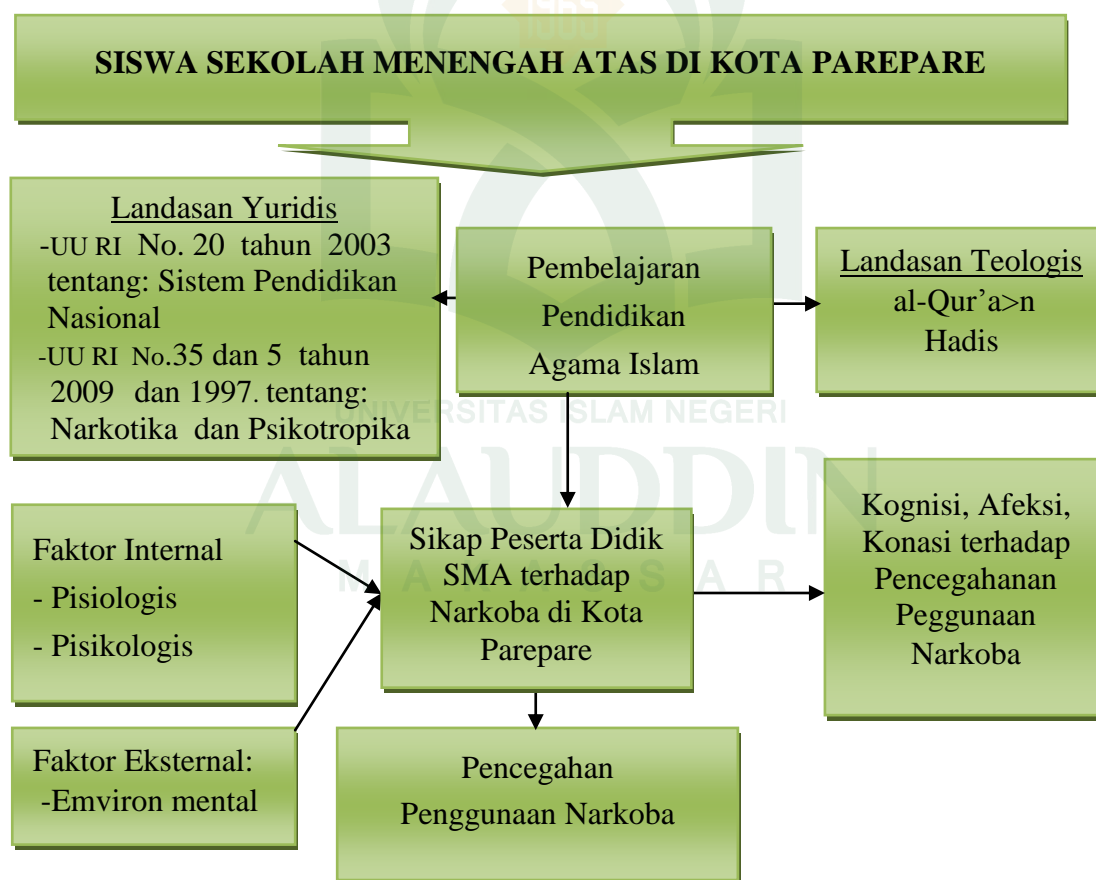 1965
SISWA SEKOLAH MENENGAH ATAS DI KOTA PAREPARE
Landasan Yuridis
-UU RI No. 20 tahun 2003
tentang: Sistem Pendidikan
Nasional
-UU RI No.35 dan 5 tahun
2009 dan 1997. tentang:
Narkotika dan Psikotropika
Pembelajaran
Pendidikan
Agama Islam
Landasan Teologis
al-Qur'a>n
Hadis
UNIVERSITAS ISLAM NEGERI
ALAUDDIN
M A K A S S A R
Faktor Internal
- Pisiologis
- Pisikologis
Sikap Peserta Didik
SMA terhadap
Narkoba di Kota
Parepare
Kognisi, Afeksi,
Konasi terhadap
Pencegahanan
Peggunaan
Narkoba
Faktor Eksternal:
-Emviron mental
Pencegahan
Penggunaan Narkoba